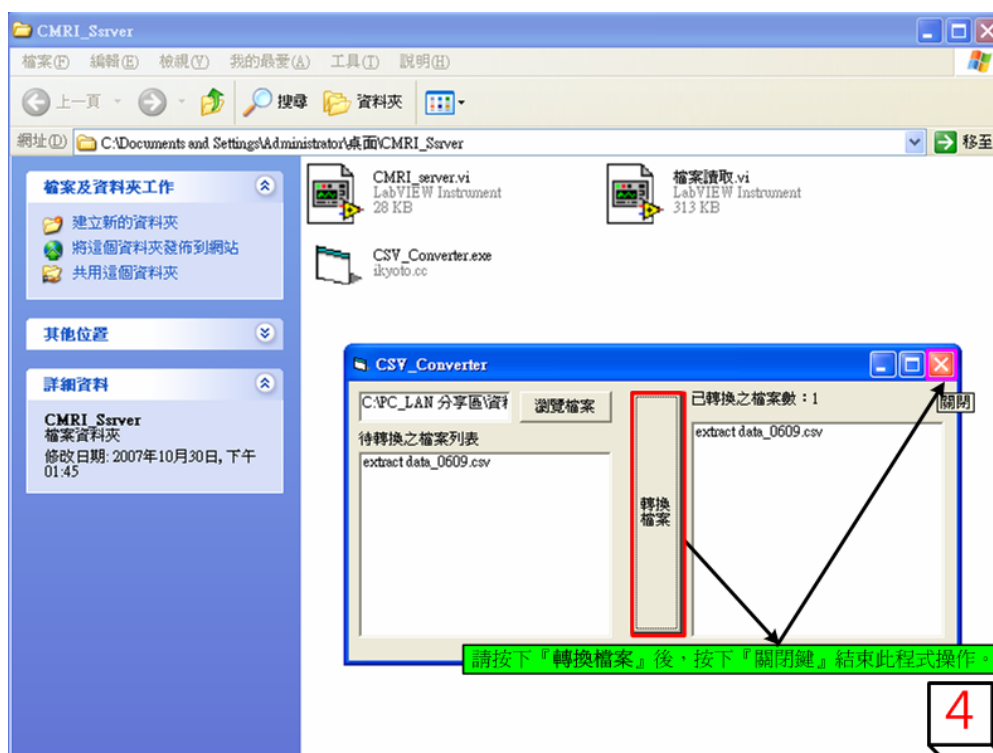 CMRI_Ssrver
檔案(F) 編輯(E) 檢視(V) 我的最愛(A) 工具(T) 說明(H)
上一頁 搜尋 資料夾
網址(D) C:\Documents and Settings\Administrator\桌面\CMRI_Ssrver 移至
檔案及資料夾工作
建立新的資料夾
將這個資料夾發佈到網站
共用這個資料夾
其他位置
詳細資料
CMRI_Ssrver
檔案資料夾
修改日期: 2007年10月30日, 下午
01:45
CMRI_server.vi
LabVIEW Instrument
28 KB
檔案讀取.vi
LabVIEW Instrument
313 KB
CSV_Converter.exe
ikyoto.cc
CSV_Converter
C:\PC_LAN 分享區\資料
瀏覽檔案
待轉換之檔案列表
extract data_0609.csv
轉換
檔案
已轉換之檔案數：1
extract data_0609.csv
關閉
請按下『轉換檔案』後，按下『關閉鍵』結束此程式操作。
4